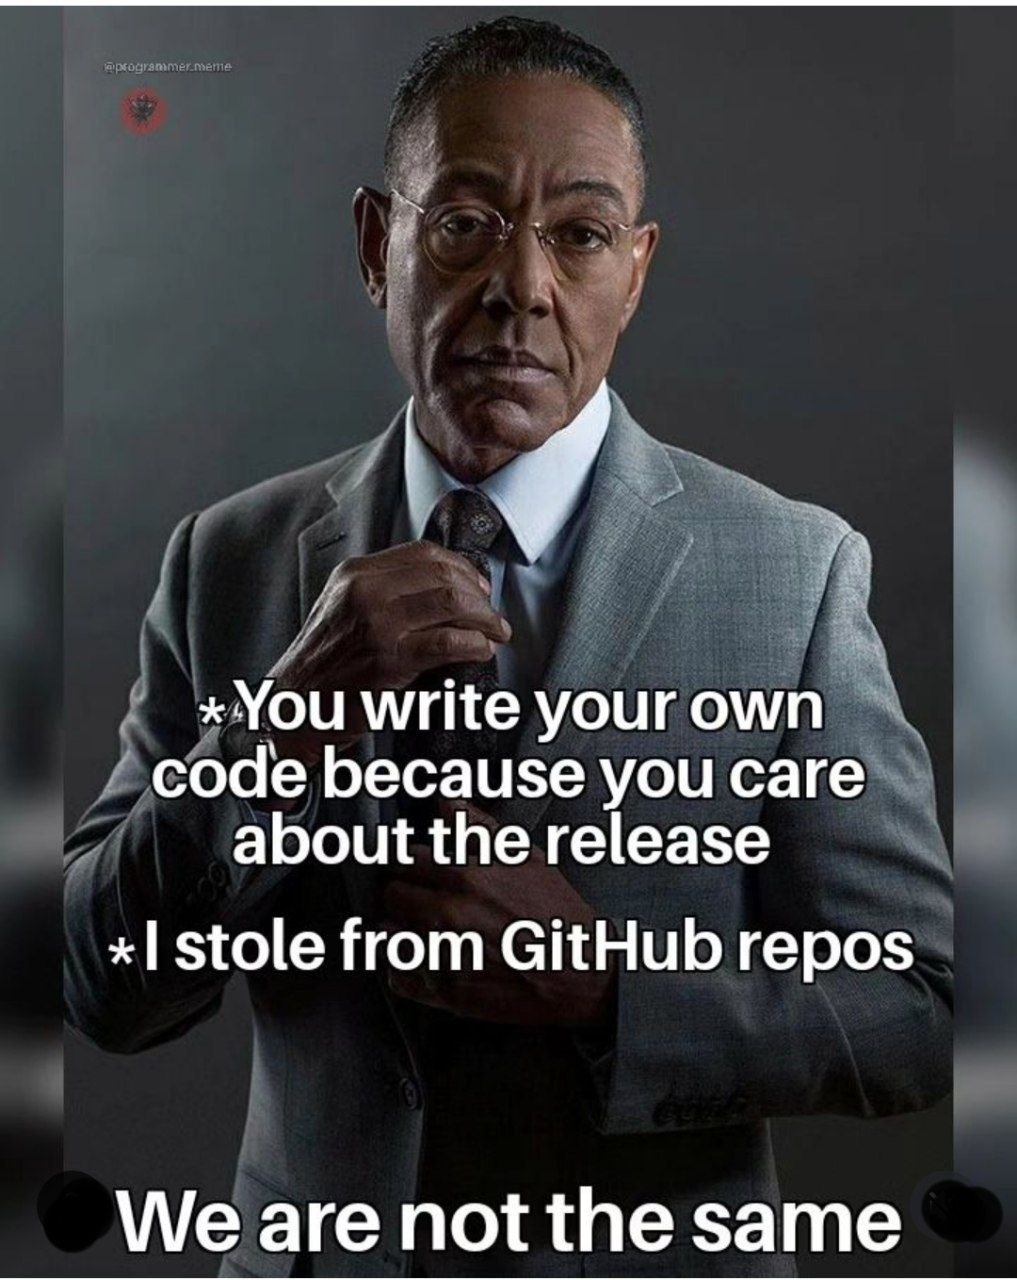 @programmer.meme
*You write your own
code because you care
about the release
*I stole from GitHub repos
We are not the same